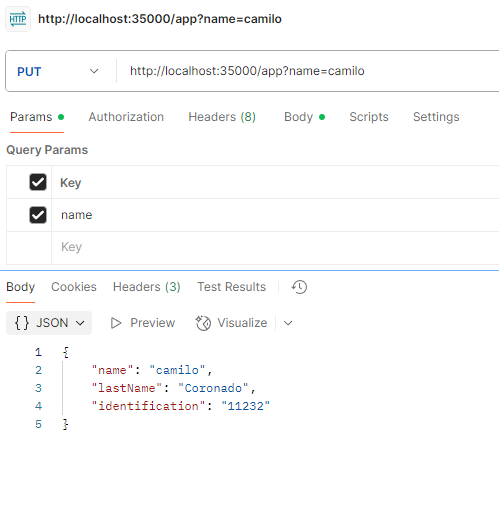 HTTP http://localhost:35000/app?name=camilo
PUT http://localhost:35000/app?name=camilo
Params Authorization Headers (8) Body Scripts Settings
Query Params
Key
name
Key
Body Cookies Headers (3) Test Results
{} JSON Preview Visualize
1 {
2 "name": "camilo",
3 "lastName": "Coronado",
4 "identification": "11232"
5 }